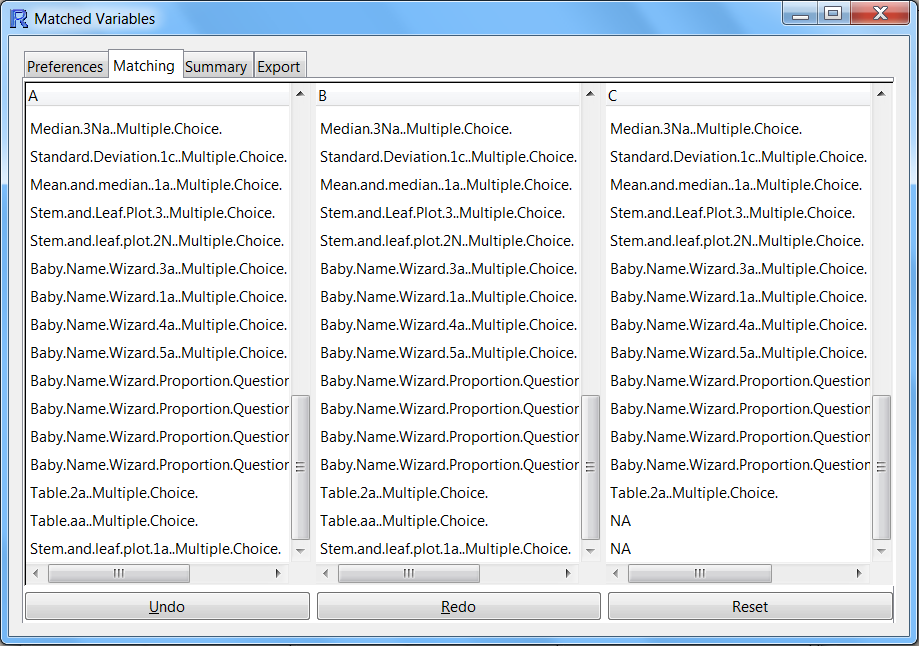 Matched Variables
Preferences Matching Summary Export
A B C
Median.3Na..Multiple.Choice. Median.3Na..Multiple.Choice. Median.3Na..Multiple.Choice.
Standard.Deviation.1c..Multiple.Choice. Standard.Deviation.1c..Multiple.Choice. Standard.Deviation.1c..Multiple.Choice.
Mean.and.median..1a..Multiple.Choice. Mean.and.median..1a..Multiple.Choice. Mean.and.median..1a..Multiple.Choice.
Stem.and.Leaf.Plot.3..Multiple.Choice. Stem.and.Leaf.Plot.3..Multiple.Choice. Stem.and.Leaf.Plot.3..Multiple.Choice.
Stem.and.leaf.plot.2N..Multiple.Choice. Stem.and.leaf.plot.2N..Multiple.Choice. Stem.and.leaf.plot.2N..Multiple.Choice.
Baby.Name.Wizard.3a..Multiple.Choice. Baby.Name.Wizard.3a..Multiple.Choice. Baby.Name.Wizard.3a..Multiple.Choice.
Baby.Name.Wizard.1a..Multiple.Choice. Baby.Name.Wizard.1a..Multiple.Choice. Baby.Name.Wizard.1a..Multiple.Choice.
Baby.Name.Wizard.4a..Multiple.Choice. Baby.Name.Wizard.4a..Multiple.Choice. Baby.Name.Wizard.4a..Multiple.Choice.
Baby.Name.Wizard.5a..Multiple.Choice. Baby.Name.Wizard.5a..Multiple.Choice. Baby.Name.Wizard.5a..Multiple.Choice.
Baby.Name.Wizard.Proportion.Question Baby.Name.Wizard.Proportion.Question Baby.Name.Wizard.Proportion.Question
Baby.Name.Wizard.Proportion.Question Baby.Name.Wizard.Proportion.Question Baby.Name.Wizard.Proportion.Question
Baby.Name.Wizard.Proportion.Question Baby.Name.Wizard.Proportion.Question Baby.Name.Wizard.Proportion.Question
Baby.Name.Wizard.Proportion.Question Baby.Name.Wizard.Proportion.Question Baby.Name.Wizard.Proportion.Question
Table.2a..Multiple.Choice. Table.2a..Multiple.Choice. Table.2a..Multiple.Choice.
Table.aa..Multiple.Choice. Table.aa..Multiple.Choice. NA
Stem.and.leaf.plot.1a..Multiple.Choice. Stem.and.leaf.plot.1a..Multiple.Choice. NA
Undo Redo Reset